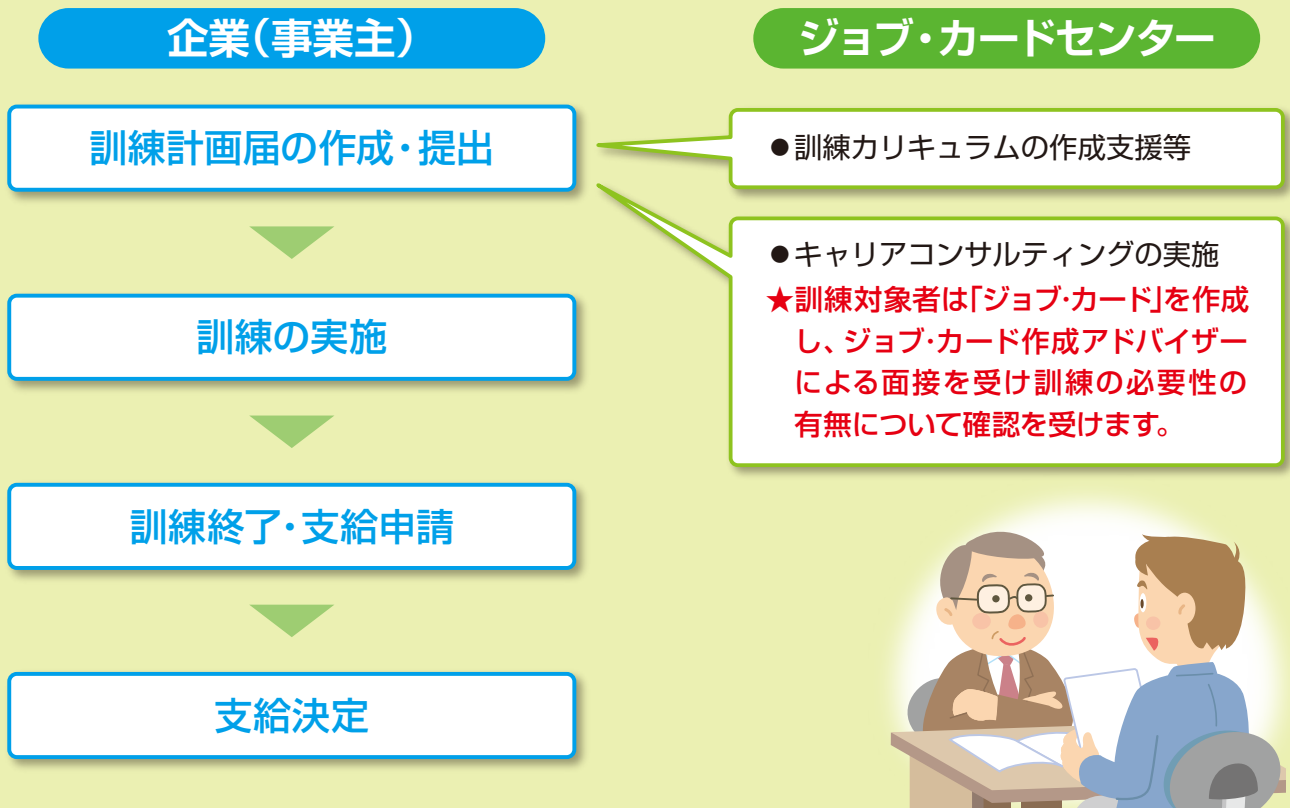 企業(事業主)
訓練計画届の作成・提出
訓練の実施
訓練終了・支給申請
支給決定
ジョブ・カードセンター
●訓練カリキュラムの作成支援等
●キャリアコンサルティングの実施
★訓練対象者は「ジョブ・カード」を作成
し、ジョブ・カード作成アドバイザー
による面接を受け訓練の必要性の
有無について確認を受けます。